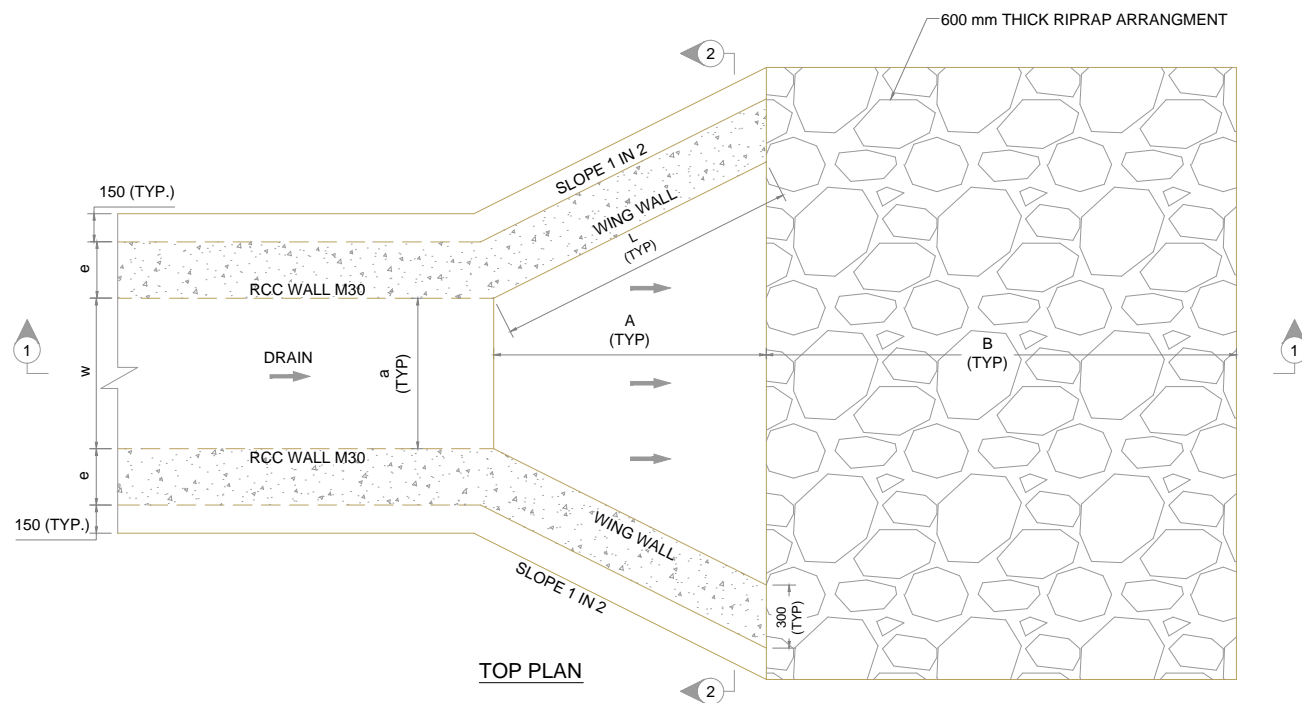 600 mm THICK RIPRAP ARRANGMENT
2
SLOPE 1 IN 2
WING WALL
L
(TYP)
150 (TYP.)
e
RCC WALL M30
1
w
DRAIN
a
(TYP)
A
(TYP)
B
(TYP)
1
RCC WALL M30
e
150 (TYP.)
WING WALL
SLOPE 1 IN 2
300
(TYP)
TOP PLAN
2